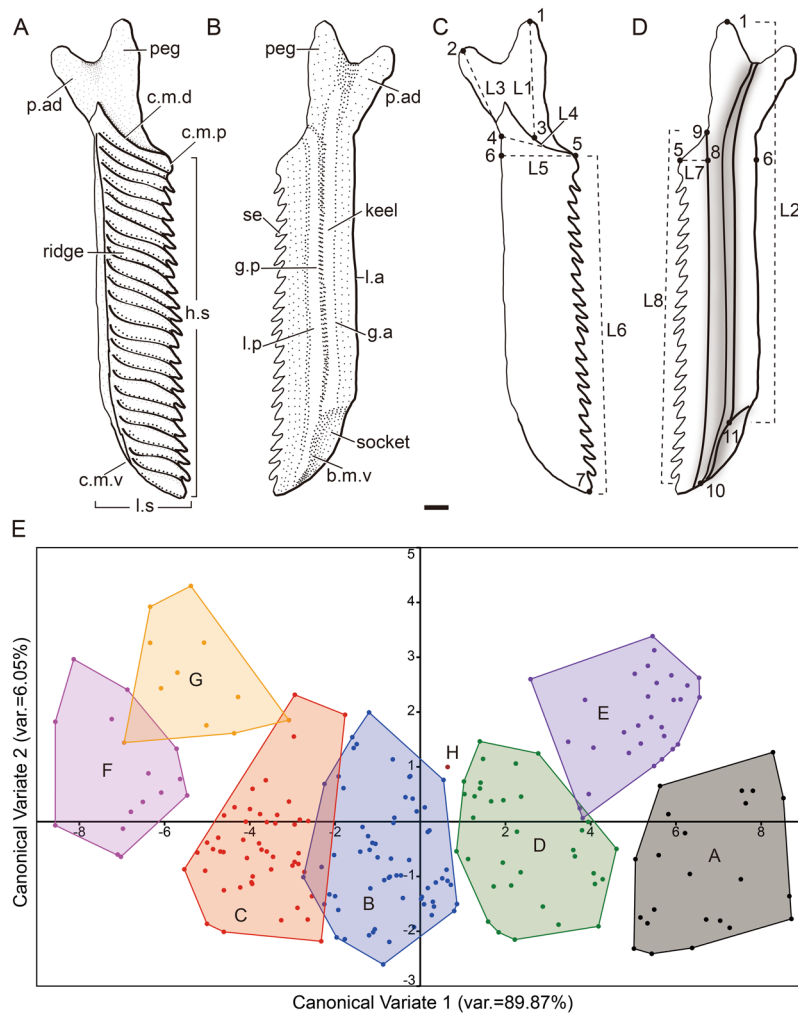 A
B
C
D
peg
p.ad
c.m.d
c.m.p
ridge
h.s
c.m.v
l.s
peg
p.ad
se
g.p
l.p
keel
l.a
g.a
socket
b.m.v
1
2
L3
L1
L4
3
4
5
6
L5
L6
7
1
9
5
8
6
L7
L2
L8
11
10
E
5
4
3
2
1
-1
-2
-3
-8
-6
-4
-2
2
4
6
8
G
F
C
B
H
D
E
A
Canonical Variate 2 (var.=6.05%)
Canonical Variate 1 (var.=89.87%)